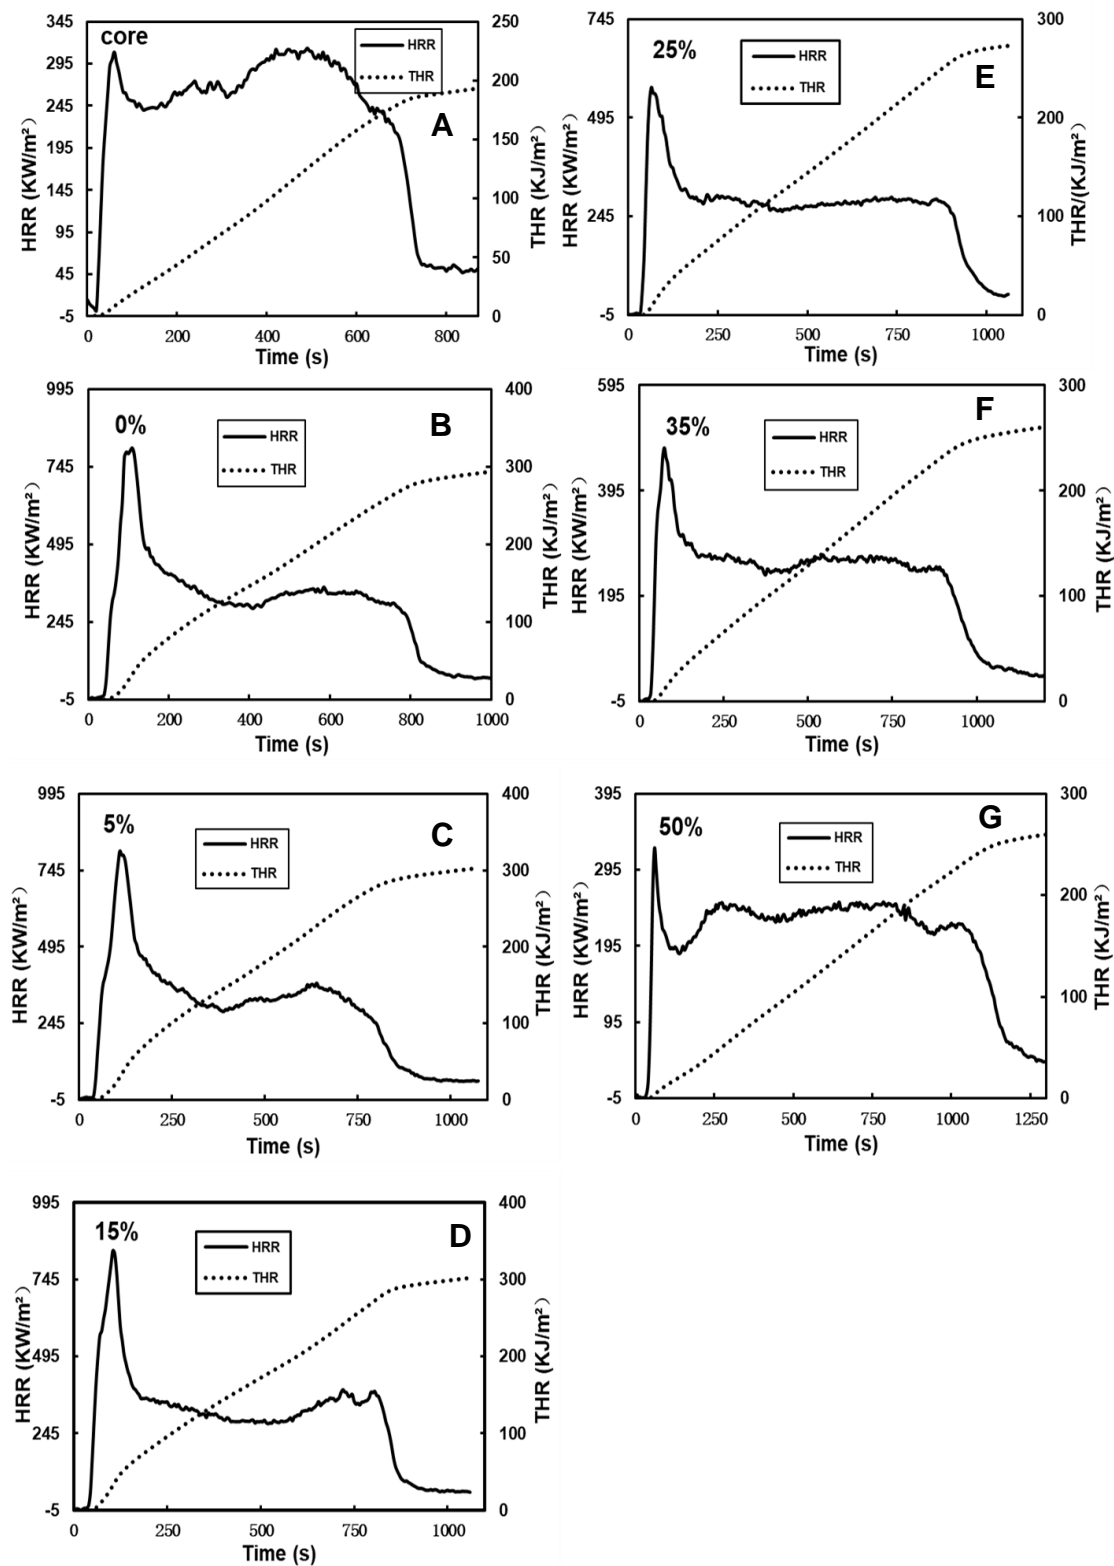 core
A
HRR
THR
345
295
245
195
145
95
45
-5
250
200
150
100
50
0
0 200 400 600 800
HRR (KW/m²)
THR (KJ/m²)
Time (s)
25%
E
HRR
THR
745
495
245
-5
300
200
100
0
0 250 500 750 1000
HRR (KW/m²)
THR/(KJ/m²)
Time (s)
0%
B
HRR
THR
995
745
495
245
-5
400
300
200
100
0
0 200 400 600 800 1000
HRR (KW/m²)
THR (KJ/m²)
Time (s)
35%
F
HRR
THR
595
395
195
-5
300
200
100
0
0 250 500 750 1000
HRR (KW/m²)
THR (KJ/m²)
Time (s)
5%
C
HRR
THR
995
745
495
245
-5
400
300
200
100
0
0 250 500 750 1000
HRR (KW/m²)
THR (KJ/m²)
Time (s)
50%
G
HRR
THR
395
295
195
95
-5
300
200
100
0
0 250 500 750 1000 1250
HRR (KW/m²)
THR (KJ/m²)
Time (s)
15%
D
HRR
THR
995
745
495
245
-5
400
300
200
100
0
0 250 500 750 1000
HRR (KW/m²)
THR (KJ/m²)
Time (s)